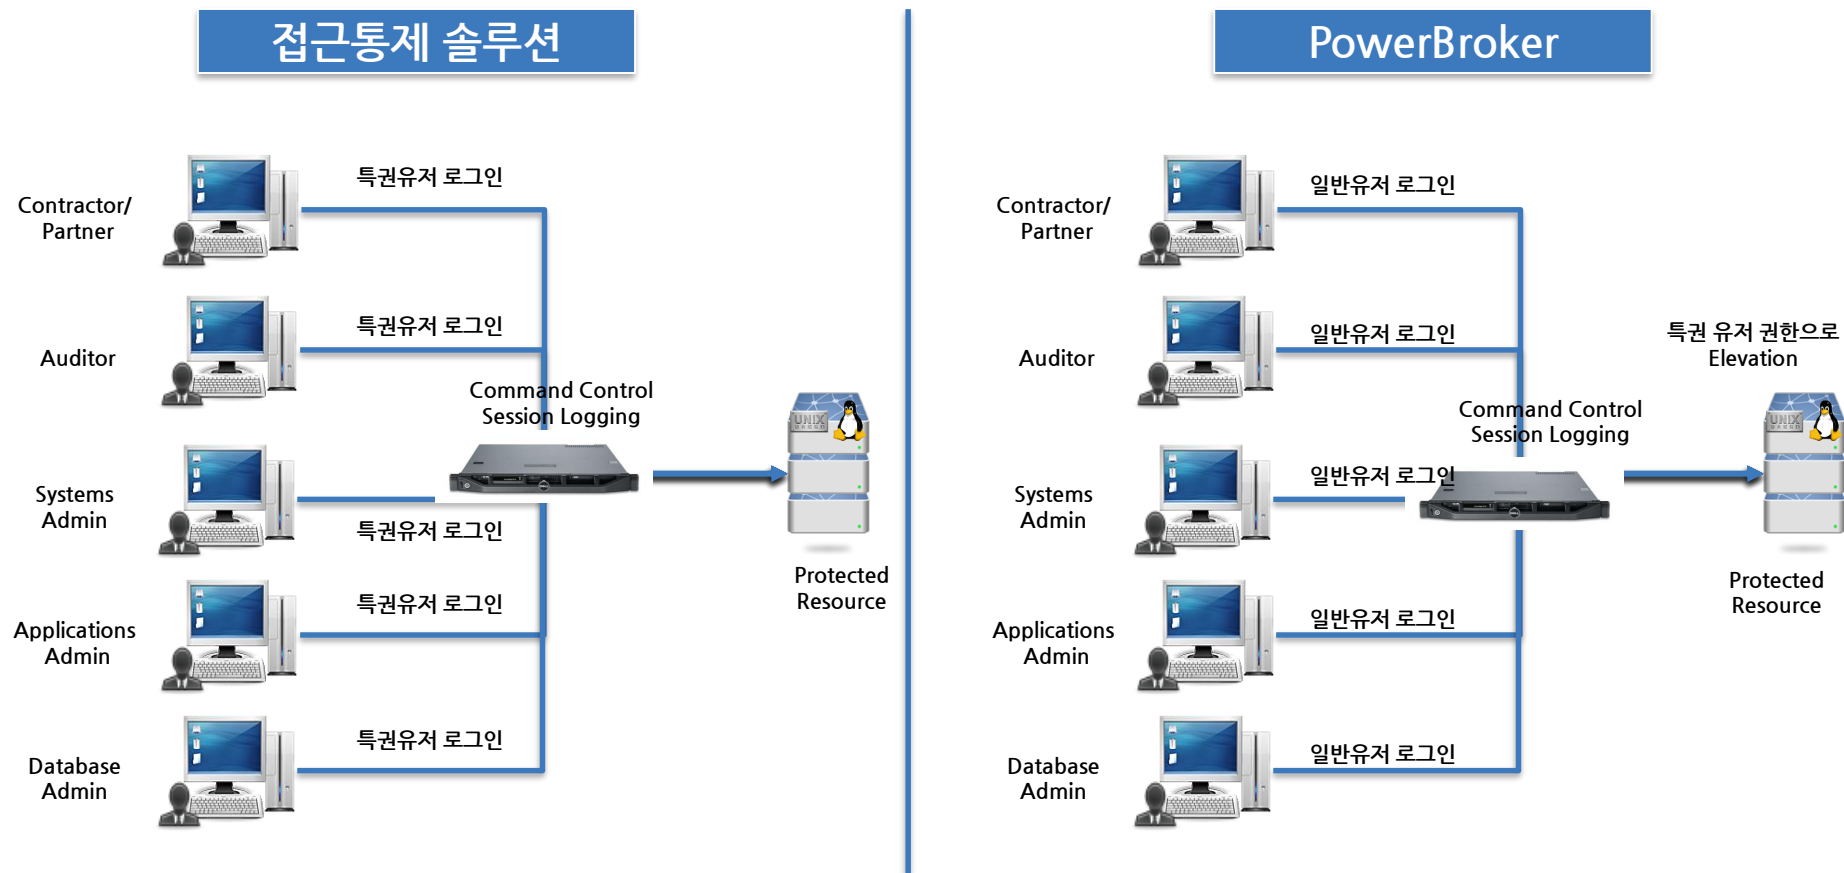 접근통제 솔루션
Contractor/
Partner
특권유저 로그인
Auditor
특권유저 로그인
Command Control
Session Logging
UNIX
Systems
Admin
특권유저 로그인
Protected
Resource
Applications
Admin
특권유저 로그인
Database
Admin
특권유저 로그인
PowerBroker
Contractor/
Partner
일반유저 로그인
Auditor
일반유저 로그인
특권 유저 권한으로
Elevation
Command Control
Session Logging
UNIX
Systems
Admin
일반유저 로그인
Protected
Resource
Applications
Admin
일반유저 로그인
Database
Admin
일반유저 로그인